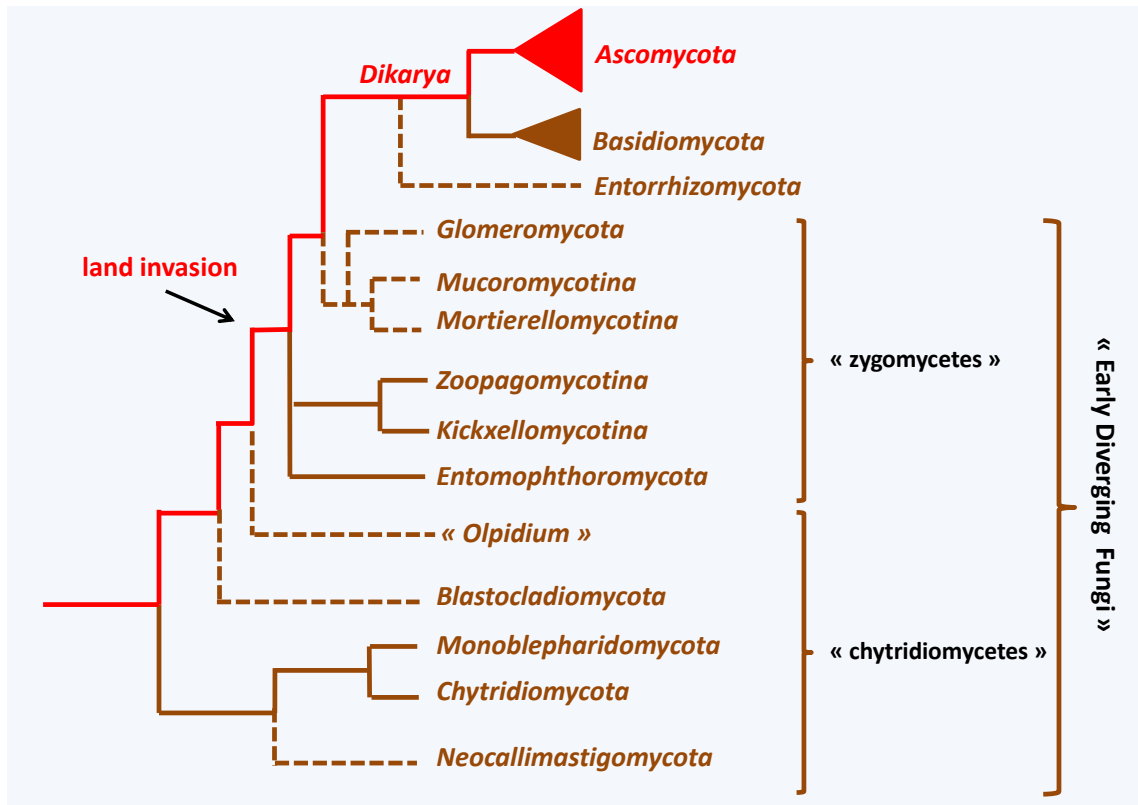 Ascomycota
Dikarya
Basidiomycota
Entorrhizomycota
Glomeromycota
land invasion
Mucoromycotina
Mortierellomycotina
« zygomycetes »
Zoopagomycotina
Kickxellomycotina
Entomophthoromycota
« Olpidium »
Blastocladiomycota
Monoblepharidomycota
« chytridiomycetes »
Chytridiomycota
Neocallimastigomycota
« Early Diverging Fungi »